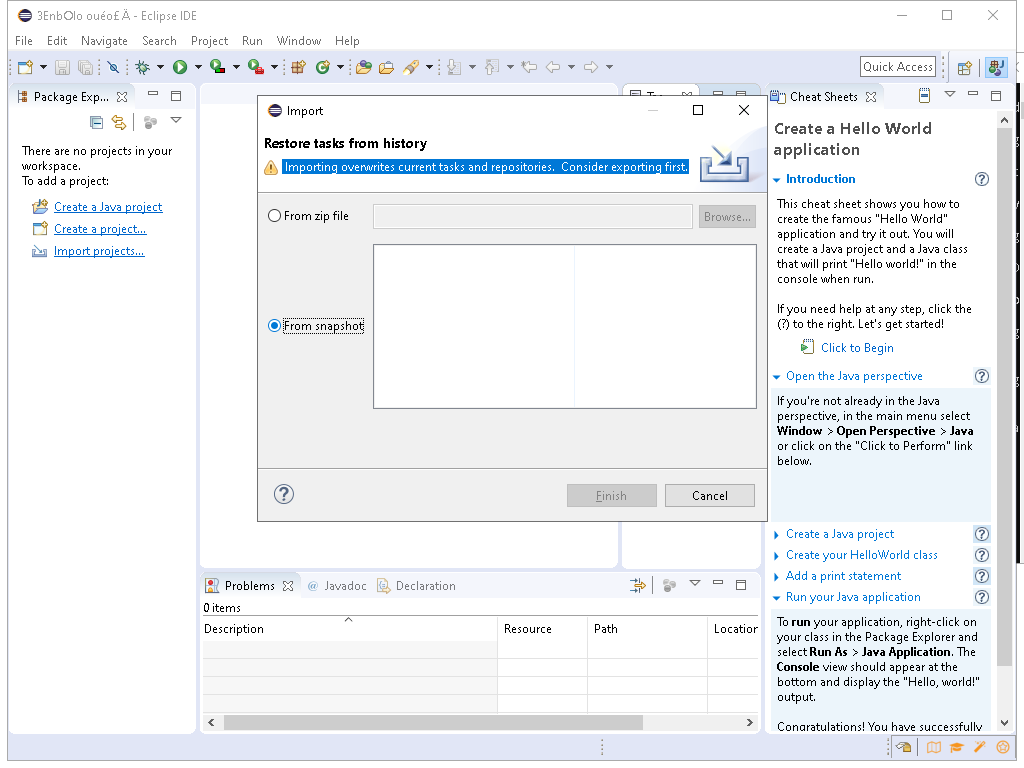 3EnbOlo ouéo£Ä - Eclipse IDE
File Edit Navigate Search Project Run Window Help
Quick Access
Package Exp...
There are no projects in your
workspace.
To add a project:
Create a Java project
Create a project...
Import projects...
Import
Restore tasks from history
Importing overwrites current tasks and repositories. Consider exporting first.
From zip file
Browse...
From snapshot
Finish
Cancel
Problems
@ Javadoc
Declaration
0 items
Description
Resource
Path
Location
Cheat Sheets
Create a Hello World
application
Introduction
This cheat sheet shows you how to
create the famous "Hello World"
application and try it out. You will
create a Java project and a Java class
that will print "Hello world!" in the
console when run.
If you need help at any step, click the
(?) to the right. Let's get started!
Click to Begin
Open the Java perspective
If you're not already in the Java
perspective, in the main menu select
Window > Open Perspective > Java
or click on the "Click to Perform" link
below.
Create a Java project
Create your HelloWorld class
Add a print statement
Run your Java application
To run your application, right-click on
your class in the Package Explorer and
select Run As > Java Application. The
Console view should appear at the
bottom and display the "Hello, world!"
output.
Congratulations! You have successfully